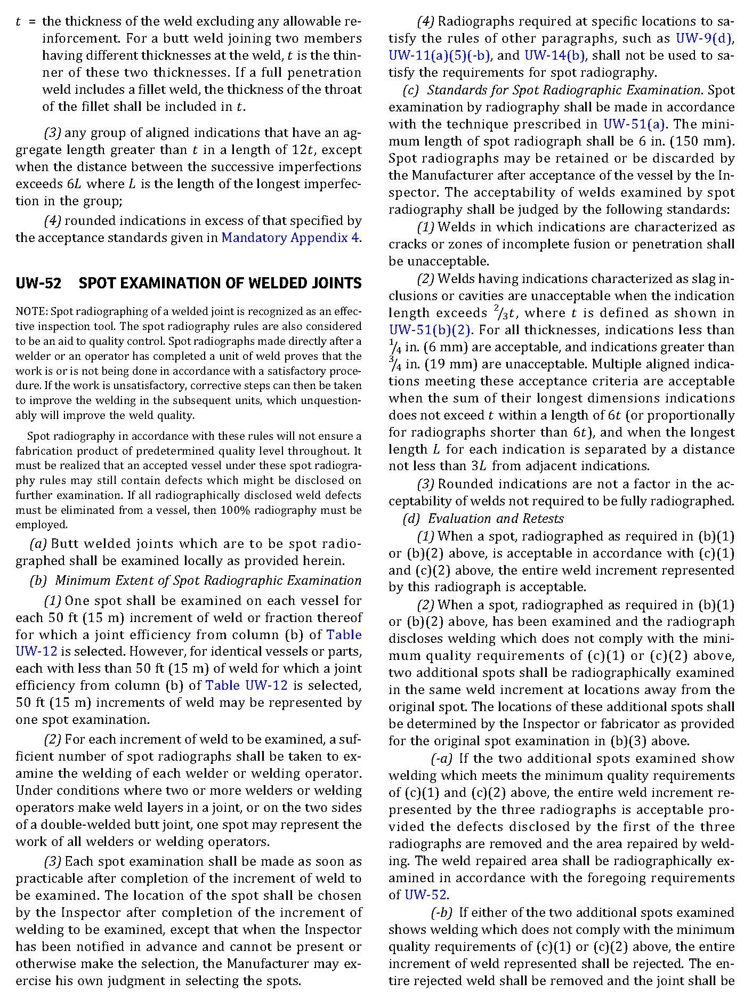 t = the thickness of the weld excluding any allowable re-
inforcement. For a butt weld joining two members
having different thicknesses at the weld, t is the thin-
ner of these two thicknesses. If a full penetration
weld includes a fillet weld, the thickness of the throat
of the fillet shall be included in t.
(3) any group of aligned indications that have an ag-
gregate length greater than t in a length of 12t, except
when the distance between the successive imperfections
exceeds 6L where L is the length of the longest imperfec-
tion in the group;
(4) rounded indications in excess of that specified by
the acceptance standards given in Mandatory Appendix 4.
UW-52 SPOT EXAMINATION OF WELDED JOINTS
NOTE: Spot radiographing of a welded joint is recognized as an effec-
tive inspection tool. The spot radiography rules are also considered
to be an aid to quality control. Spot radiographs made directly after a
welder or an operator has completed a unit of weld proves that the
work is or is not being done in accordance with a satisfactory proce-
dure. If the work is unsatisfactory, corrective steps can then be taken
to improve the welding in the subsequent units, which unquestion-
ably will improve the weld quality.
Spot radiography in accordance with these rules will not ensure a
fabrication product of predetermined quality level throughout. It
must be realized that an accepted vessel under these spot radiogra-
phy rules may still contain defects which might be disclosed on
further examination. If all radiographically disclosed weld defects
must be eliminated from a vessel, then 100% radiography must be
employed.
(a) Butt welded joints which are to be spot radio-
graphed shall be examined locally as provided herein.
(b) Minimum Extent of Spot Radiographic Examination
(1) One spot shall be examined on each vessel for
each 50 ft (15 m) increment of weld or fraction thereof
for which a joint efficiency from column (b) of Table
UW-12 is selected. However, for identical vessels or parts,
each with less than 50 ft (15 m) of weld for which a joint
efficiency from column (b) of Table UW-12 is selected,
50 ft (15 m) increments of weld may be represented by
one spot examination.
(2) For each increment of weld to be examined, a suf-
ficient number of spot radiographs shall be taken to ex-
amine the welding of each welder or welding operator.
Under conditions where two or more welders or welding
operators make weld layers in a joint, or on the two sides
of a double-welded butt joint, one spot may represent the
work of all welders or welding operators.
(3) Each spot examination shall be made as soon as
practicable after completion of the increment of weld to
be examined. The location of the spot shall be chosen
by the Inspector after completion of the increment of
welding to be examined, except that when the Inspector
has been notified in advance and cannot be present or
otherwise make the selection, the Manufacturer may ex-
ercise his own judgment in selecting the spots.
(4) Radiographs required at specific locations to sa-
tisfy the rules of other paragraphs, such as UW-9(d),
UW-11(a)(5)(-b), and UW-14(b), shall not be used to sa-
tisfy the requirements for spot radiography.
(c) Standards for Spot Radiographic Examination. Spot
examination by radiography shall be made in accordance
with the technique prescribed in UW-51(a). The mini-
mum length of spot radiograph shall be 6 in. (150 mm).
Spot radiographs may be retained or be discarded by
the Manufacturer after acceptance of the vessel by the In-
spector. The acceptability of welds examined by spot
radiography shall be judged by the following standards:
(1) Welds in which indications are characterized as
cracks or zones of incomplete fusion or penetration shall
be unacceptable.
(2) Welds having indications characterized as slag in-
clusions or cavities are unacceptable when the indication
length exceeds 2/3t, where t is defined as shown in
UW-51(b)(2). For all thicknesses, indications less than
1/4 in. (6 mm) are acceptable, and indications greater than
3/4 in. (19 mm) are unacceptable. Multiple aligned indica-
tions meeting these acceptance criteria are acceptable
when the sum of their longest dimensions indications
does not exceed t within a length of 6t (or proportionally
for radiographs shorter than 6t), and when the longest
length L for each indication is separated by a distance
not less than 3L from adjacent indications.
(3) Rounded indications are not a factor in the ac-
ceptability of welds not required to be fully radiographed.
(d) Evaluation and Retests
(1) When a spot, radiographed as required in (b)(1)
or (b)(2) above, is acceptable in accordance with (c)(1)
and (c)(2) above, the entire weld increment represented
by this radiograph is acceptable.
(2) When a spot, radiographed as required in (b)(1)
or (b)(2) above, has been examined and the radiograph
discloses welding which does not comply with the mini-
mum quality requirements of (c)(1) or (c)(2) above,
two additional spots shall be radiographically examined
in the same weld increment at locations away from the
original spot. The locations of these additional spots shall
be determined by the Inspector or fabricator as provided
for the original spot examination in (b)(3) above.
(-a) If the two additional spots examined show
welding which meets the minimum quality requirements
of (c)(1) and (c)(2) above, the entire weld increment re-
presented by the three radiographs is acceptable pro-
vided the defects disclosed by the first of the three
radiographs are removed and the area repaired by weld-
ing. The weld repaired area shall be radiographically ex-
amined in accordance with the foregoing requirements
of UW-52.
(-b) If either of the two additional spots examined
shows welding which does not comply with the minimum
quality requirements of (c)(1) or (c)(2) above, the entire
increment of weld represented shall be rejected. The en-
tire rejected weld shall be removed and the joint shall be